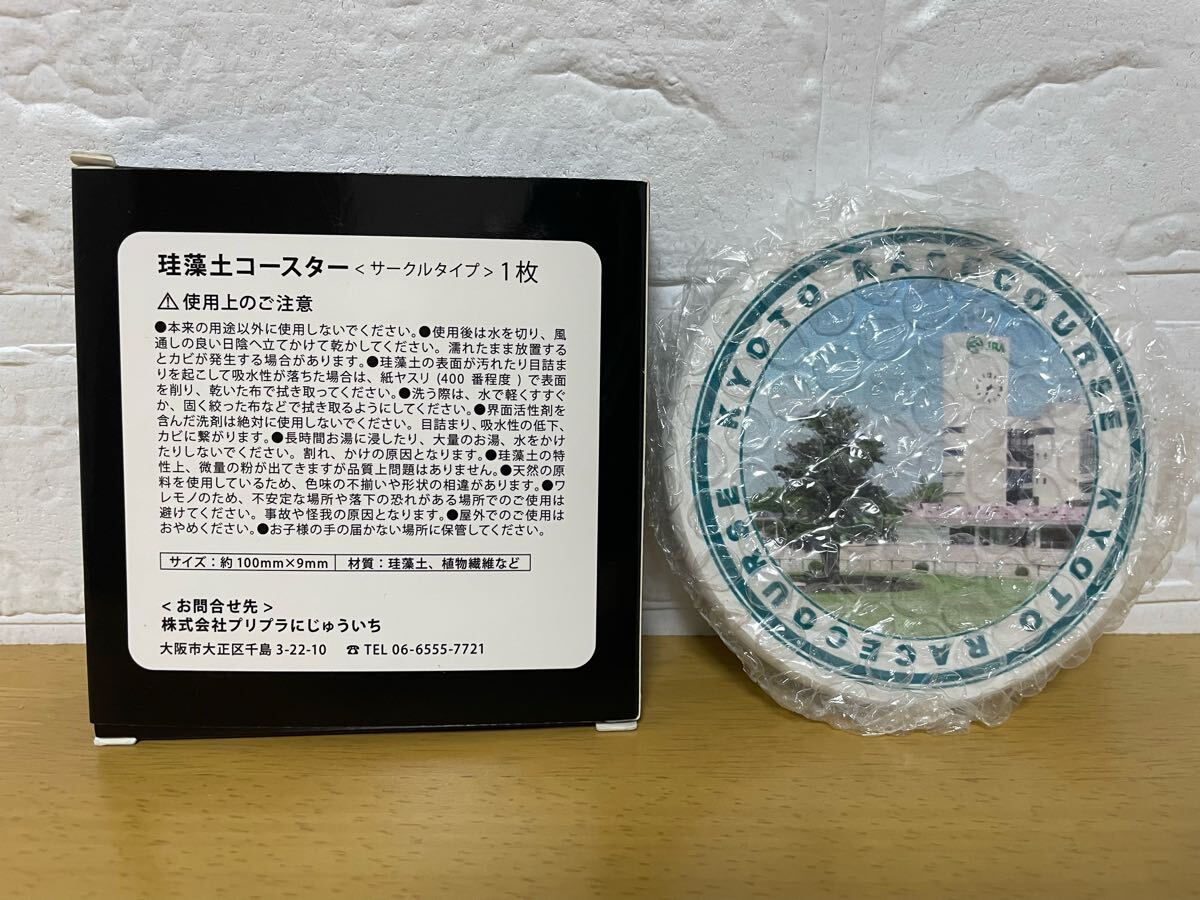 珪藻土コースター<サークルタイプ>1枚
⚠使用上のご注意
●本来の用途以外に使用しないでください。●使用後は水を切り、風
通しの良い日陰へ立てかけて乾かしてください。濡れたまま放置する
とカビが発生する場合があります。●珪藻土の表面が汚れたり目詰ま
りを起こして吸水性が落ちた場合は、紙ヤスリ(400 番程度)で表面
を削り、乾いた布で拭き取ってください。●洗う際は、水で軽くすすぐ
か、固く絞った布などで拭き取るようにしてください。●界面活性剤を
含んだ洗剤は絶対に使用しないでください。目詰まり、吸水性の低下、
カビに繋がります。●長時間お湯に浸したり、大量のお湯、水をかけ
たりしないでください。割れ、かけの原因となります。●珪藻土の特
性上、微量の粉が出てきますが品質上問題はありません。●天然の原
料を使用しているため、色味の不揃いや形状の相違があります。●ワ
レモノのため、不安定な場所や落下の恐れがある場所でのご使用は
避けてください。事故や怪我の原因となります。●屋外でのご使用は
おやめください。●お子様の手の届かない場所に保管してください。
サイズ：約100mm×9mm 材質：珪藻土、植物繊維など
<お問合せ先>
株式会社プリプラにじゅういち
大阪市大正区千島 3-22-10 ☎ TEL 06-6555-7721
KYOTO RACECOURSE
KYOTO RACECOURSE
JRA